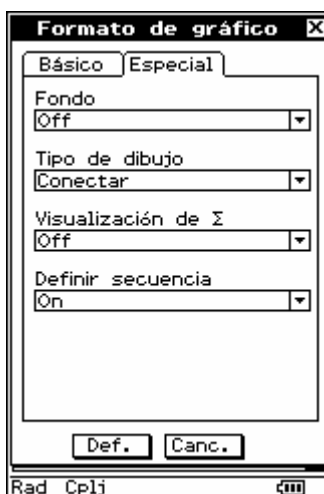 Formato de gráfico X
Básico Especial
Fondo
Off
Tipo de dibujo
Conectar
Visualización de Σ
Off
Definir secuencia
On
Def. Canc.
Rad Cplj